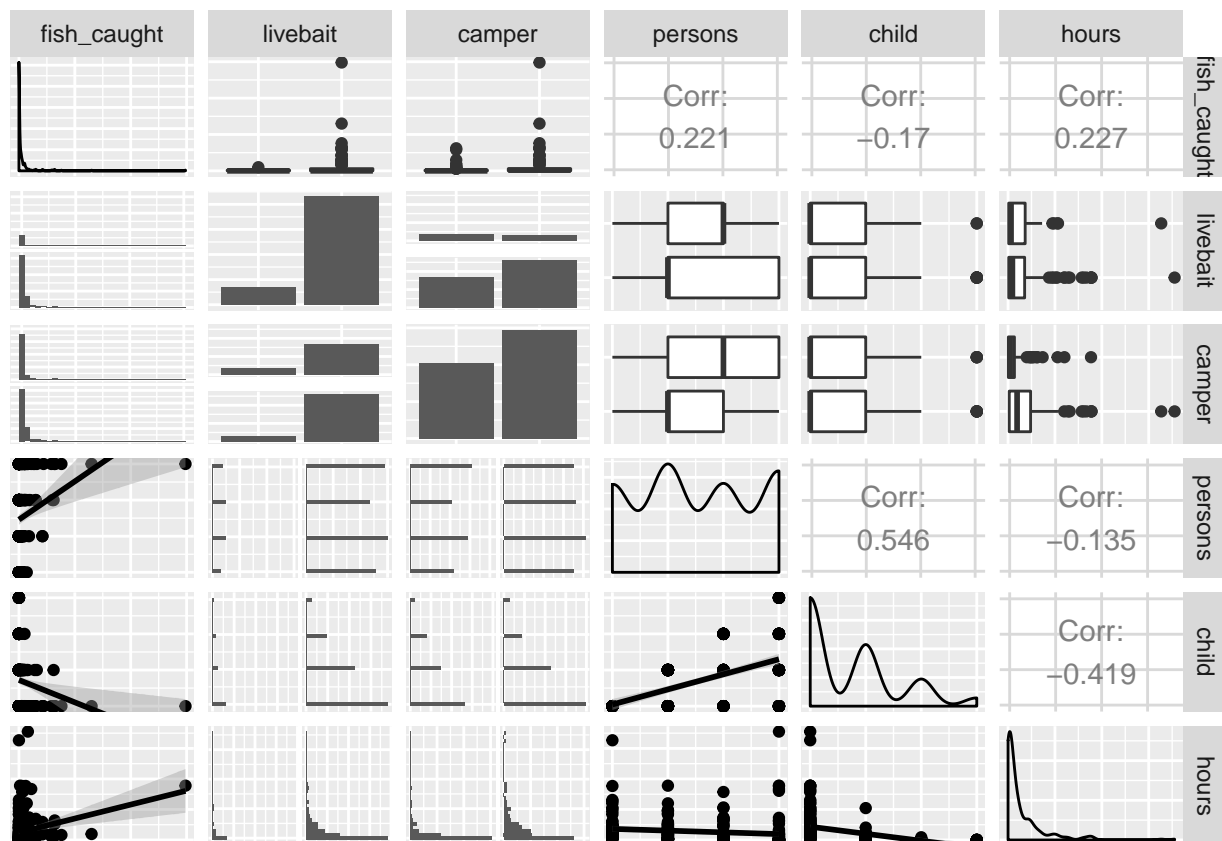 fish_caught livebait camper persons child hours
Corr:
0.221
Corr:
−0.17
Corr:
0.227
fish_caught
livebait
camper
Corr:
0.546
Corr:
−0.135
persons
Corr:
−0.419
child
hours